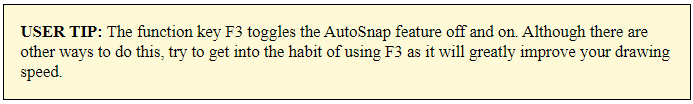 USER TIP: The function key F3 toggles the AutoSnap feature off and on. Although there are
other ways to do this, try to get into the habit of using F3 as it will greatly improve your drawing
speed.